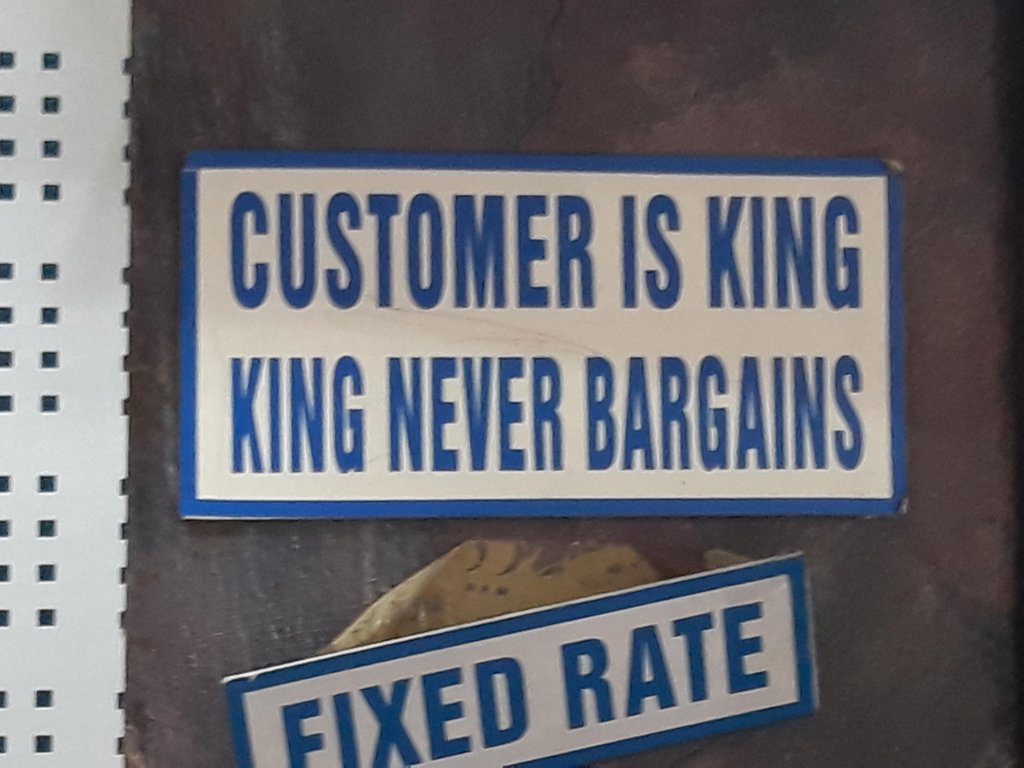 CUSTOMER IS KING
KING NEVER BARGAINS
FIXED RATE